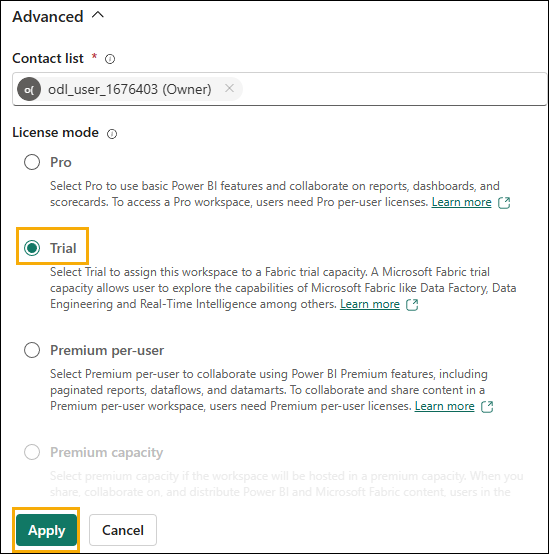 Advanced
Contact list *
o( odl_user_1676403 (Owner)
License mode
Pro
Select Pro to use basic Power BI features and collaborate on reports, dashboards, and
scorecards. To access a Pro workspace, users need Pro per-user licenses. Learn more
Trial
Select Trial to assign this workspace to a Fabric trial capacity. A Microsoft Fabric trial
capacity allows user to explore the capabilities of Microsoft Fabric like Data Factory, Data
Engineering and Real-Time Intelligence among others. Learn more
Premium per-user
Select Premium per-user to collaborate using Power BI Premium features, including
paginated reports, dataflows, and datamarts. To collaborate and share content in a
Premium per-user workspace, users need Premium per-user licenses. Learn more
Premium capacity
Select premium capacity if the workspace will be hosted in a premium capacity. When you
share, collaborate on, and distribute Power BI and Microsoft Fabric content, users in the
Apply Cancel